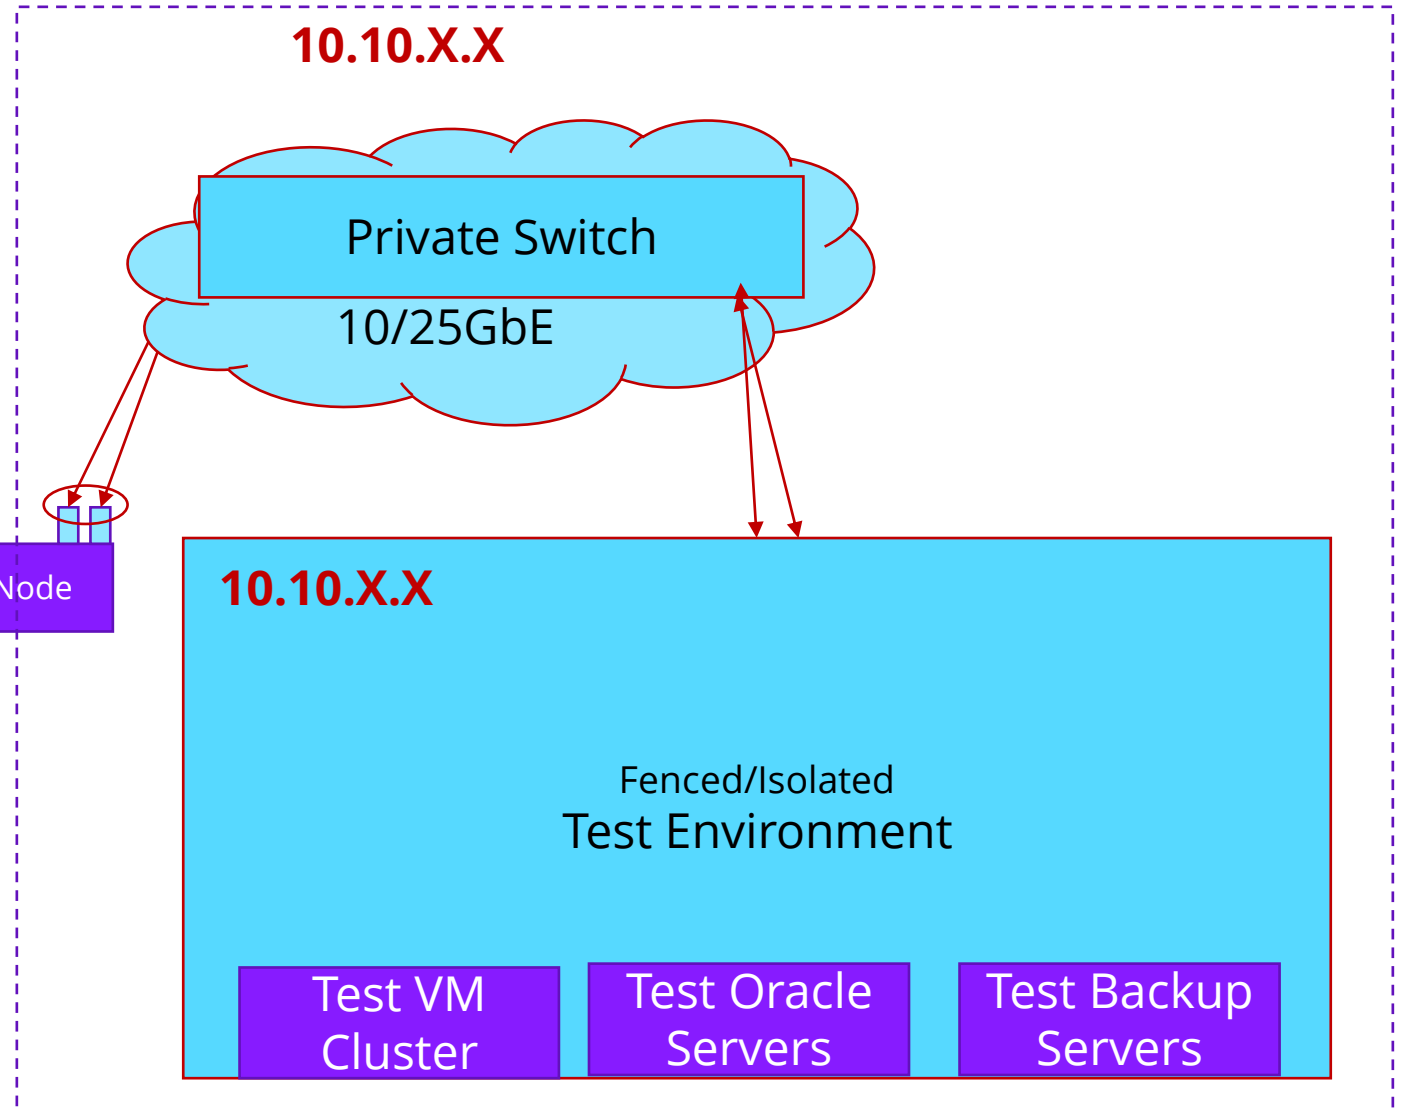 10.10.X.X
Private Switch
10/25GbE
Node
10.10.X.X
Fenced/Isolated
Test Environment
Test VM
Cluster
Test Oracle
Servers
Test Backup
Servers